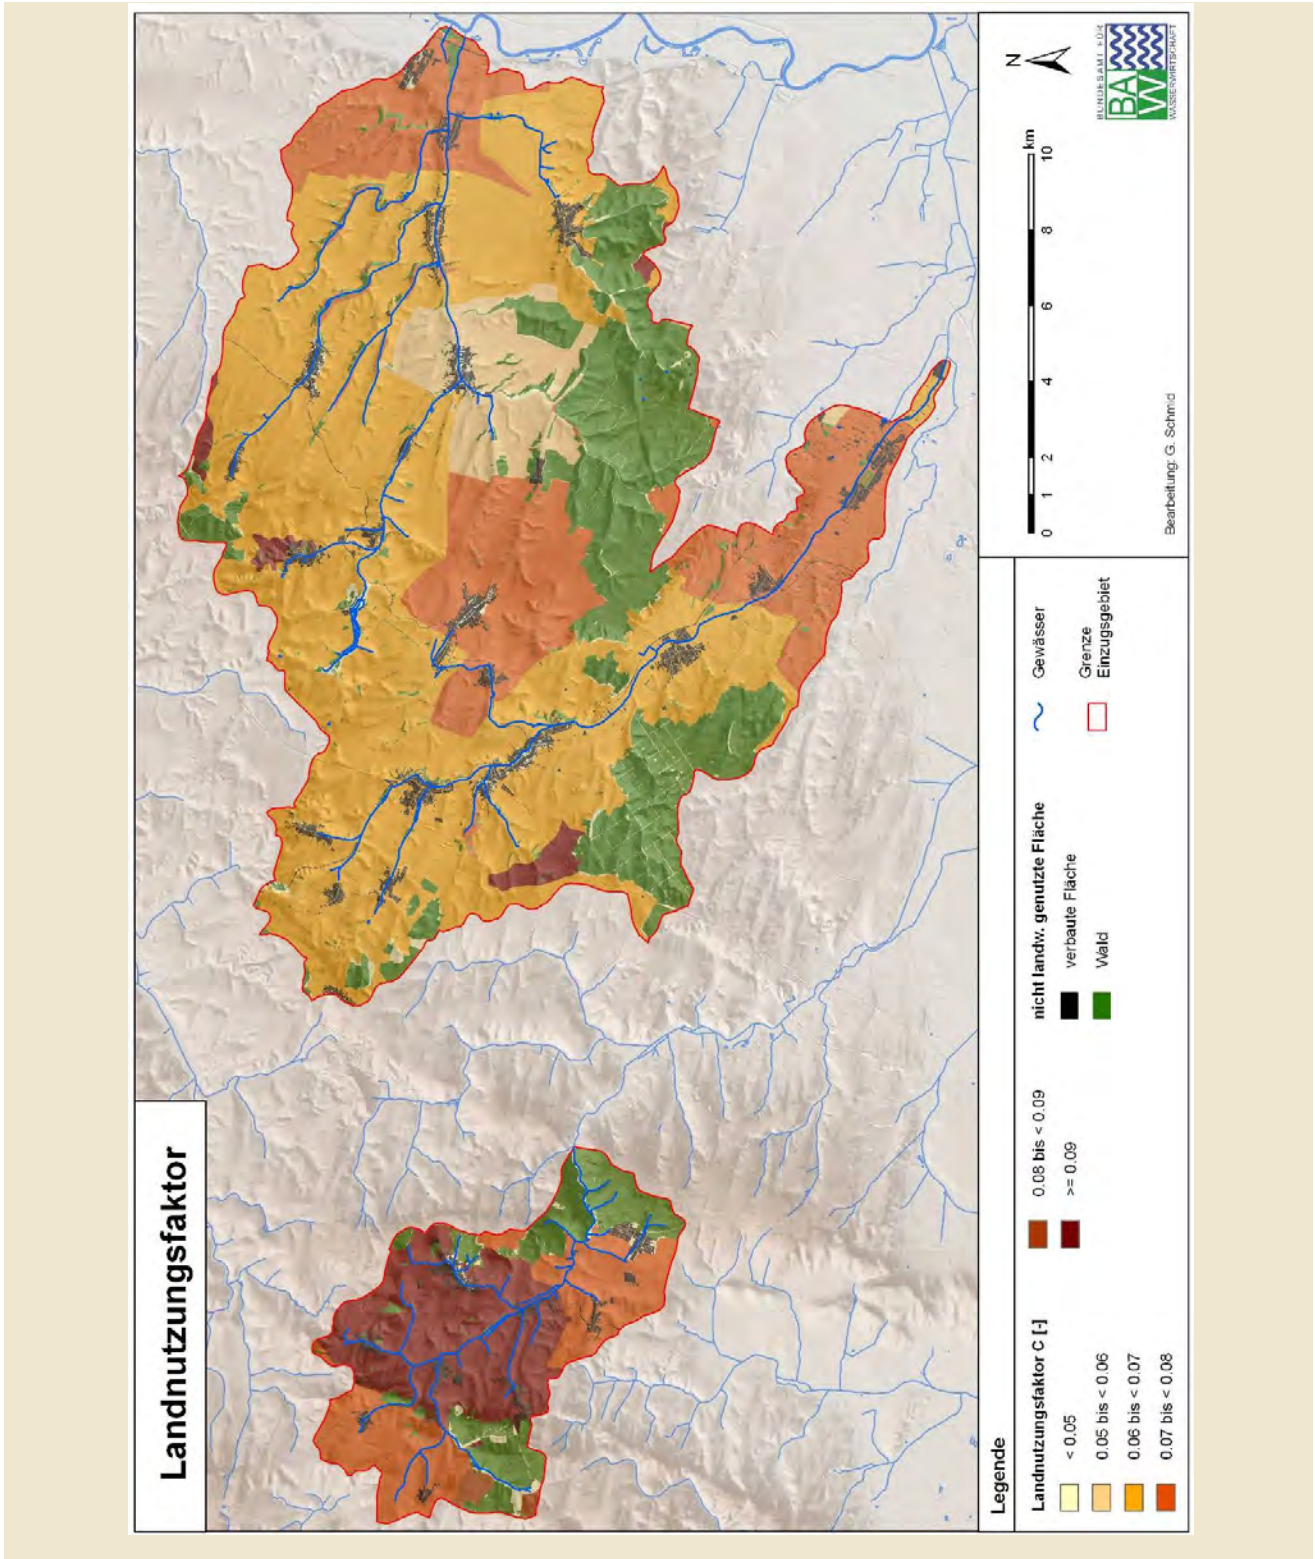 Landnutzungsfaktor
Legende
Landnutzungsfaktor C [-]
< 0.05
0.05 bis < 0.06
0.06 bis < 0.07
0.07 bis < 0.08
0.08 bis < 0.09
>= 0.09
nicht landw. genutzte Fläche
verbaute Fläche
Wald
Gewässer
Grenze
Einzugsgebiet
0 1 2 4 6 8 10
km
N
BUNDESAMT FÜR
BAW
WASSERWIRTSCHAFT
Bearbeitung: G. Schmid